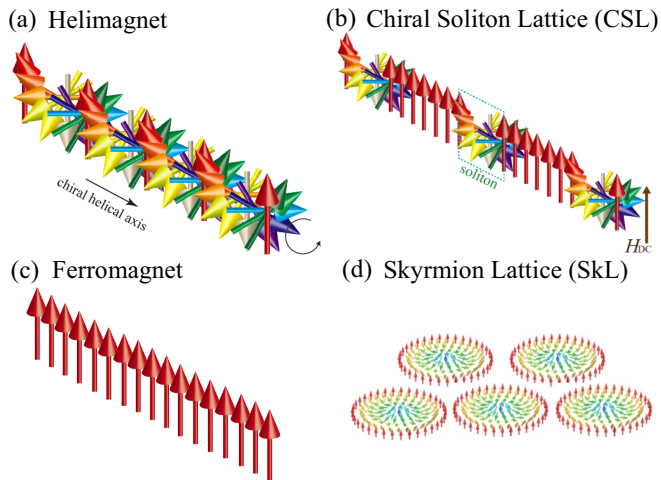 (a) Helimagnet
(b) Chiral Soliton Lattice (CSL)
chiral helical axis
soliton
HDC
(c) Ferromagnet
(d) Skyrmion Lattice (SkL)